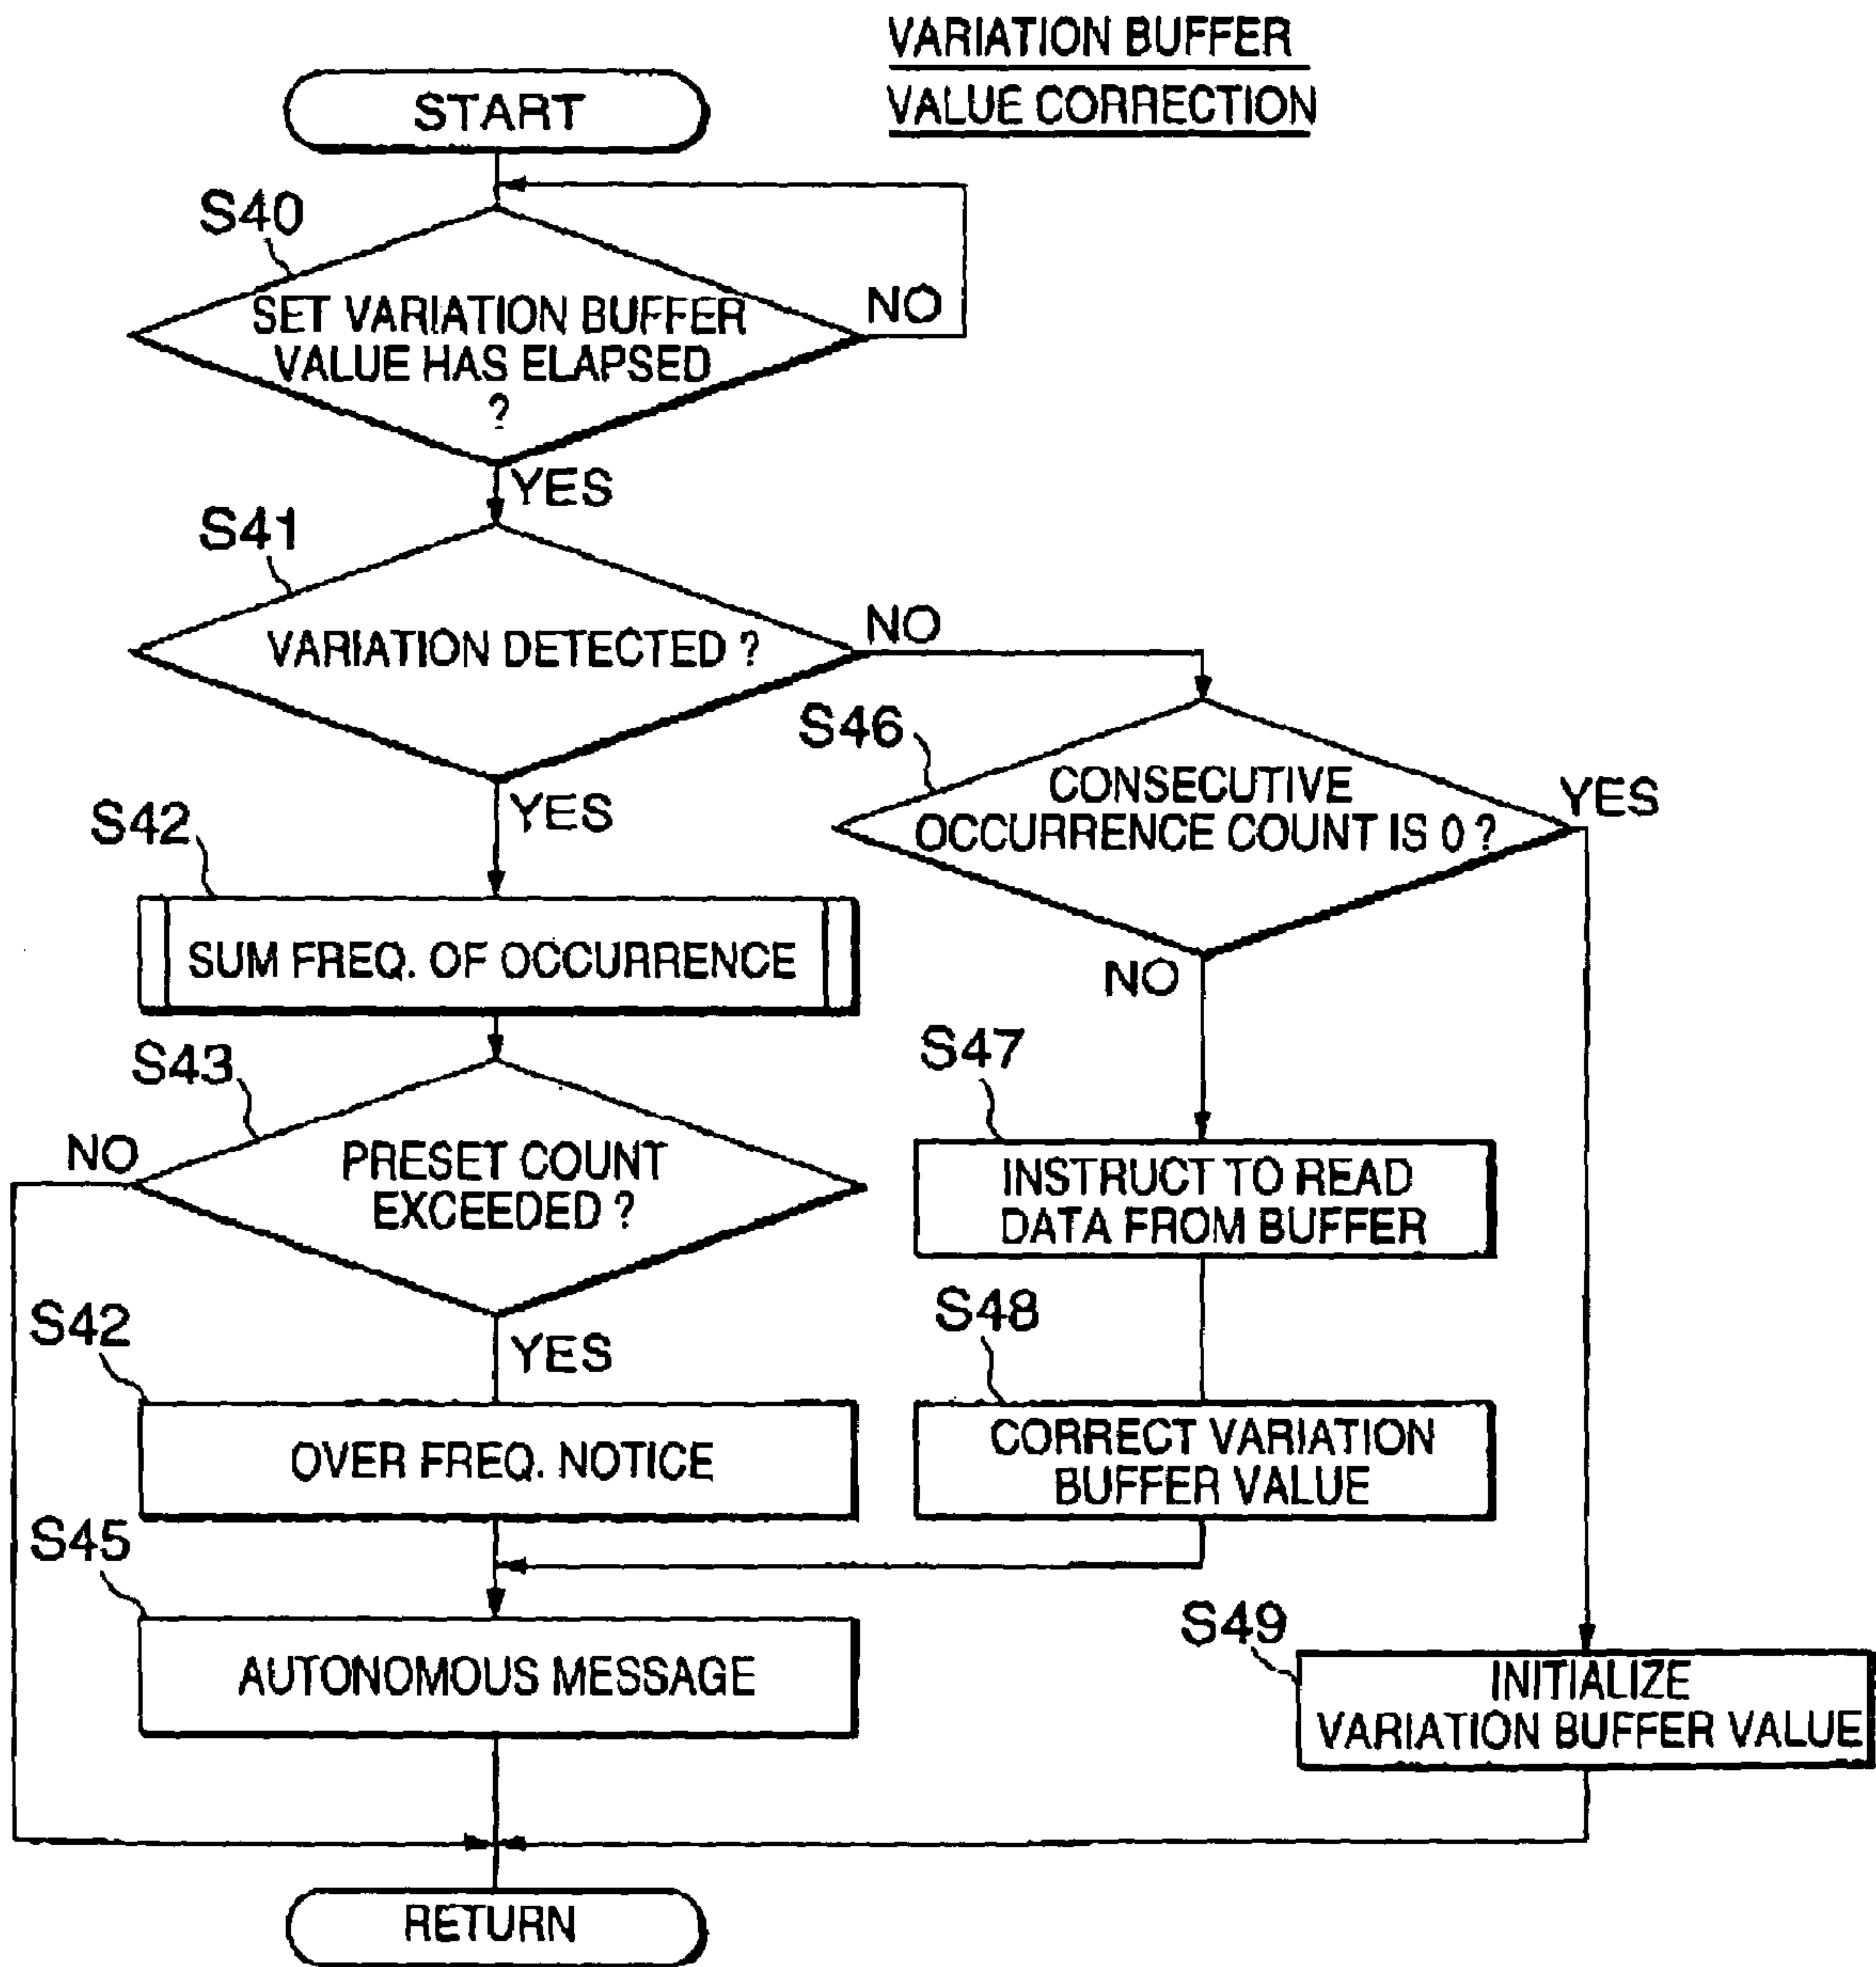 VARIATION BUFFER
VALUE CORRECTION
START
S40
SET VARIATION BUFFER
VALUE HAS ELAPSED
?
NO
YES
S41
VARIATION DETECTED ?
NO
YES
S46
CONSECUTIVE
OCCURRENCE COUNT IS 0 ?
YES
NO
S42
SUM FREQ. OF OCCURRENCE
S43
PRESET COUNT
EXCEEDED ?
NO
YES
S47
INSTRUCT TO READ
DATA FROM BUFFER
S42
OVER FREQ. NOTICE
S48
CORRECT VARIATION
BUFFER VALUE
S45
AUTONOMOUS MESSAGE
S49
INITIALIZE
VARIATION BUFFER VALUE
RETURN